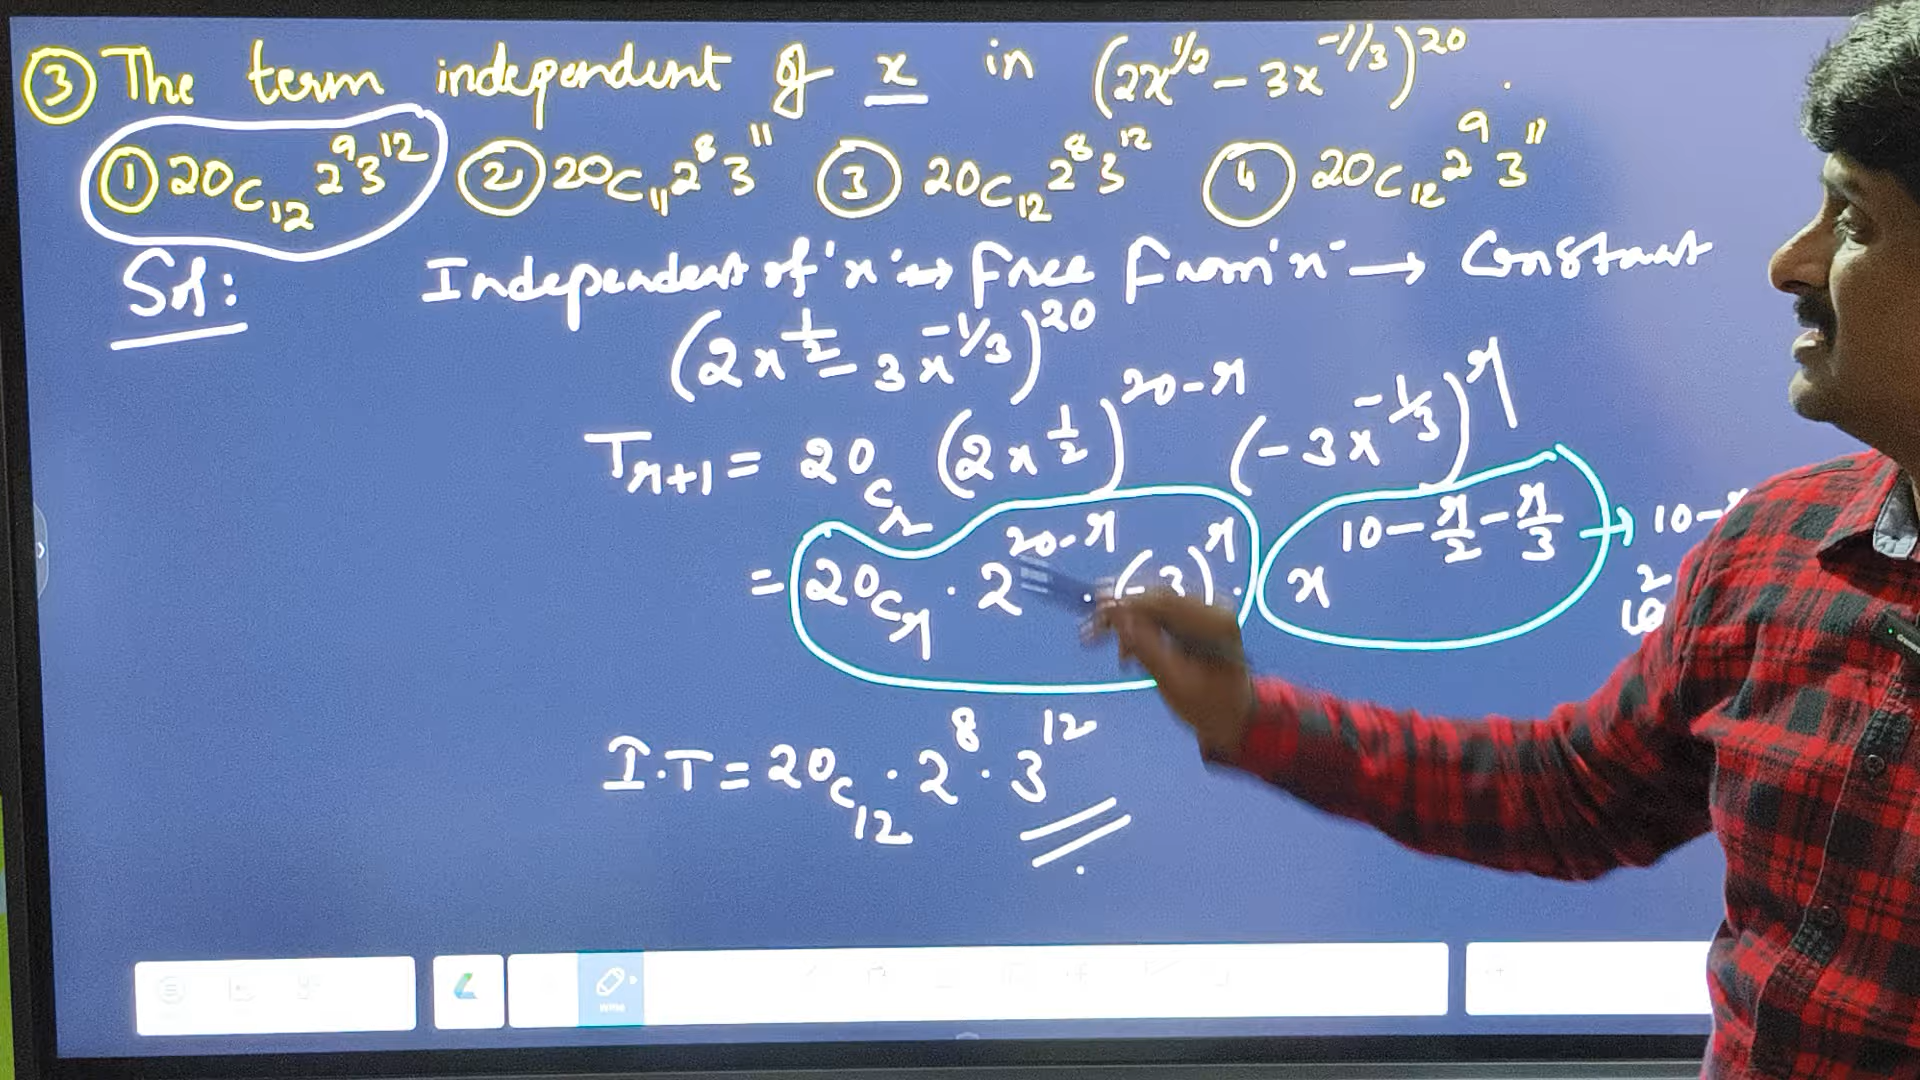 ③ The term independent of x in (2x^1/2 - 3x^-1/3)^20.
① 20C12 2^9 3^12 ② 20C11 2^8 3^11 ③ 20C12 2^8 3^12 ④ 20C12 2^9 3^11
Sol: Independent of 'x' ↔ Free From 'x' → Constant
(2x^1/2 - 3x^-1/3)^20
Tr+1 = 20Cr (2x^1/2)^20-r (-3x^-1/3)^r
= 20Cr · 2^20-r · (-3)^r · x^10-r/2-r/3 → 10-
I.T = 20C12 · 2^8 · 3^12
Write